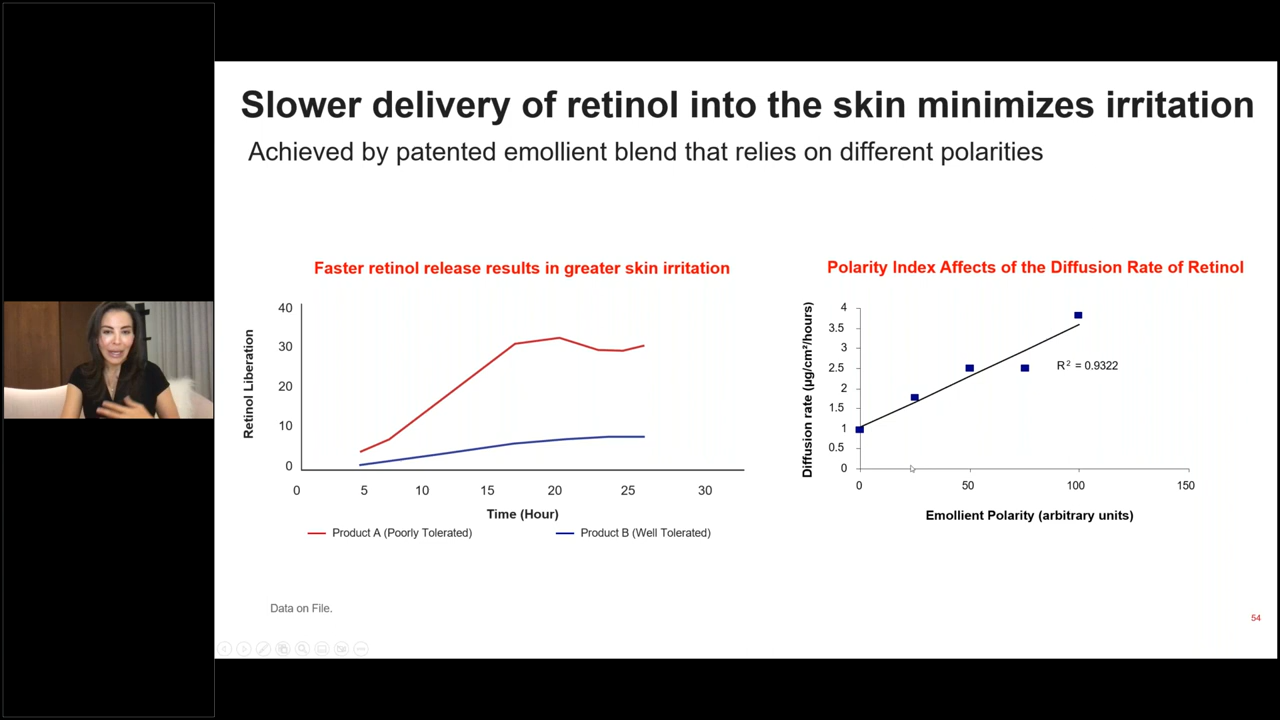 Slower delivery of retinol into the skin minimizes irritation
Achieved by patented emollient blend that relies on different polarities
Faster retinol release results in greater skin irritation
Retinol Liberation
40
30
20
10
0
0 5 10 15 20 25 30
Time (Hour)
Product A (Poorly Tolerated) Product B (Well Tolerated)
Polarity Index Affects of the Diffusion Rate of Retinol
Diffusion rate (µg/cm²/hours)
4
3.5
3
2.5
2
1.5
1
0.5
0
R² = 0.9322
0 50 100 150
Emollient Polarity (arbitrary units)
Data on File.
54